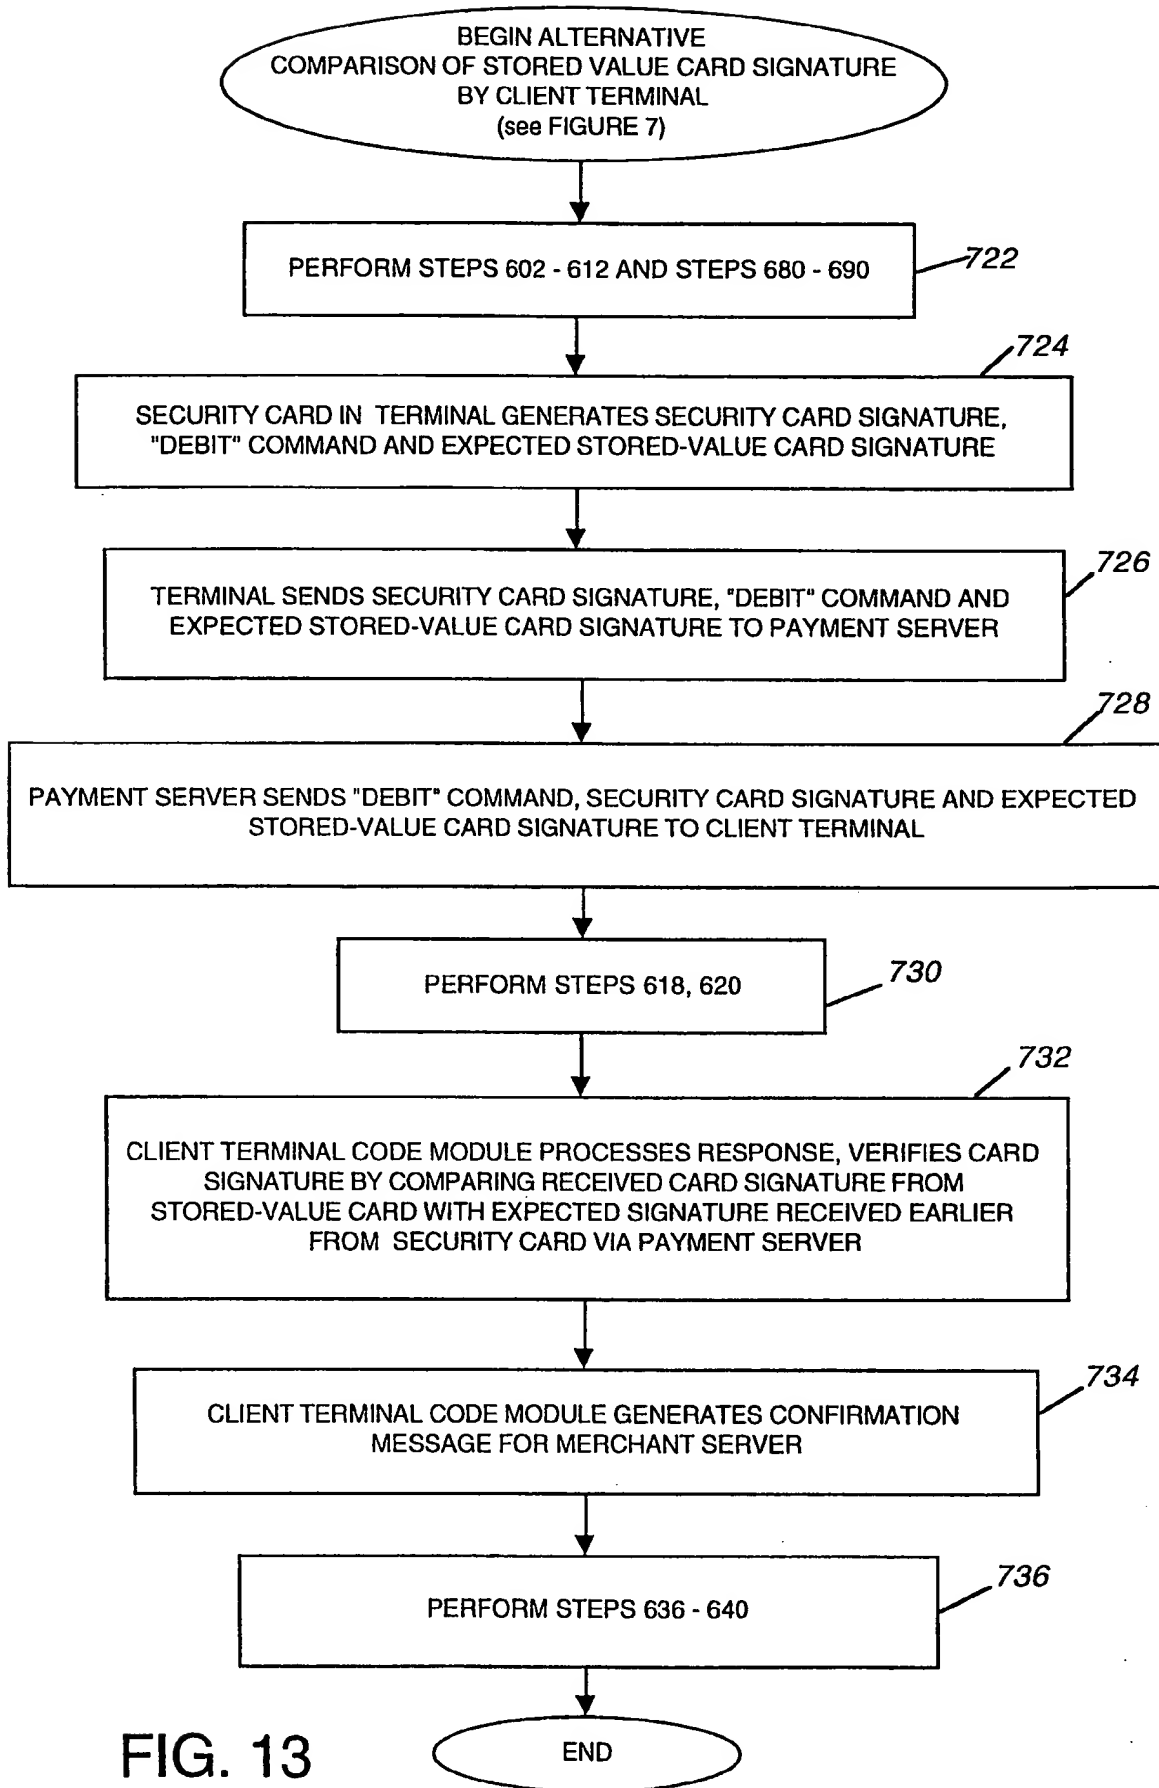 BEGIN ALTERNATIVE
COMPARISON OF STORED VALUE CARD SIGNATURE
BY CLIENT TERMINAL
(see FIGURE 7)
PERFORM STEPS 602 - 612 AND STEPS 680 - 690
722
724
SECURITY CARD IN TERMINAL GENERATES SECURITY CARD SIGNATURE,
"DEBIT" COMMAND AND EXPECTED STORED-VALUE CARD SIGNATURE
726
TERMINAL SENDS SECURITY CARD SIGNATURE, "DEBIT" COMMAND AND
EXPECTED STORED-VALUE CARD SIGNATURE TO PAYMENT SERVER
728
PAYMENT SERVER SENDS "DEBIT" COMMAND, SECURITY CARD SIGNATURE AND EXPECTED
STORED-VALUE CARD SIGNATURE TO CLIENT TERMINAL
730
PERFORM STEPS 618, 620
732
CLIENT TERMINAL CODE MODULE PROCESSES RESPONSE, VERIFIES CARD
SIGNATURE BY COMPARING RECEIVED CARD SIGNATURE FROM
STORED-VALUE CARD WITH EXPECTED SIGNATURE RECEIVED EARLIER
FROM SECURITY CARD VIA PAYMENT SERVER
734
CLIENT TERMINAL CODE MODULE GENERATES CONFIRMATION
MESSAGE FOR MERCHANT SERVER
736
PERFORM STEPS 636 - 640
END
FIG. 13